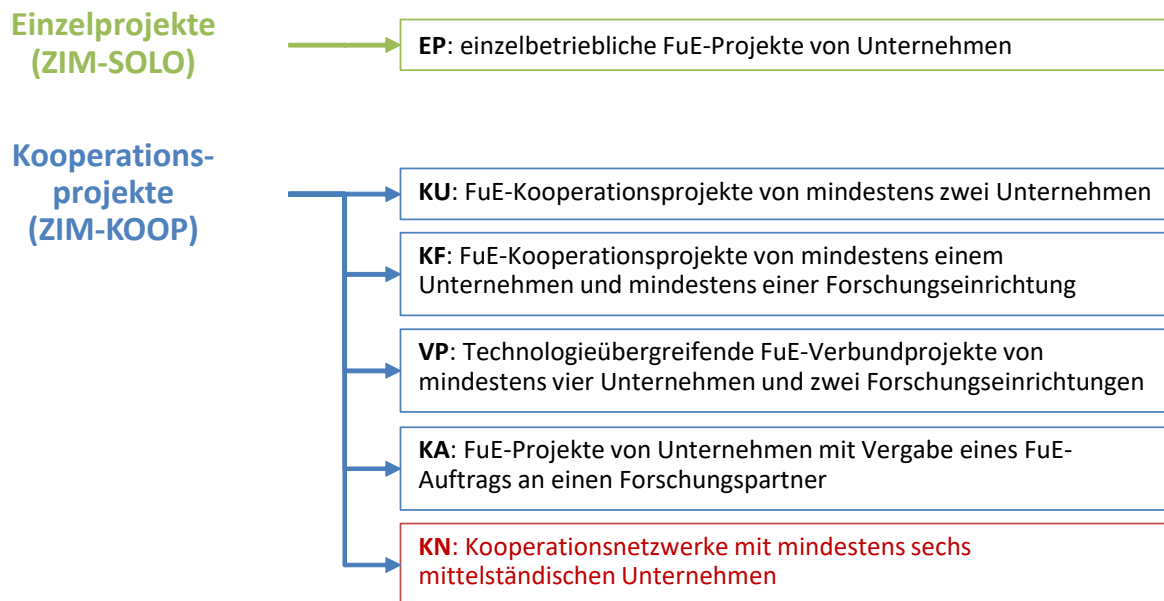 Einzelprojekte
(ZIM-SOLO)
EP: einzelbetriebliche FuE-Projekte von Unternehmen
Kooperations-
projekte
(ZIM-KOOP)
KU: FuE-Kooperationsprojekte von mindestens zwei Unternehmen
KF: FuE-Kooperationsprojekte von mindestens einem
Unternehmen und mindestens einer Forschungseinrichtung
VP: Technologieübergreifende FuE-Verbundprojekte von
mindestens vier Unternehmen und zwei Forschungseinrichtungen
KA: FuE-Projekte von Unternehmen mit Vergabe eines FuE-
Auftrags an einen Forschungspartner
KN: Kooperationsnetzwerke mit mindestens sechs
mittelständischen Unternehmen